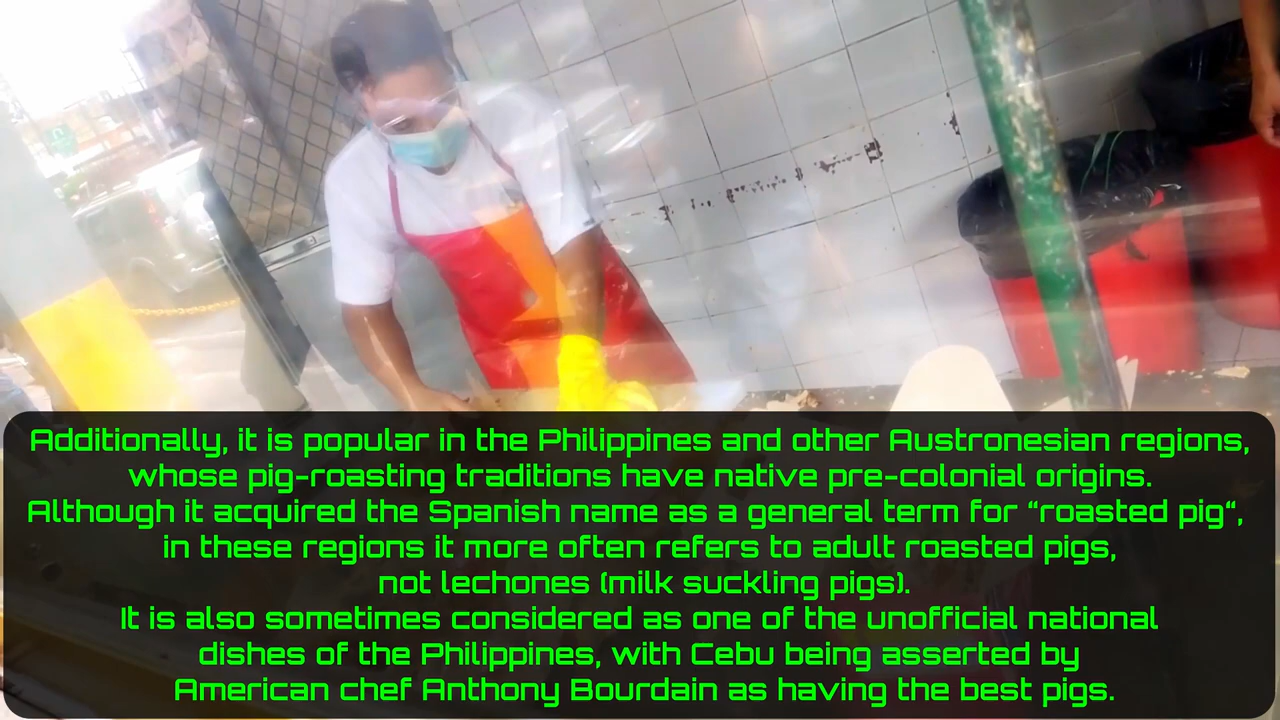 Additionally, it is popular in the Philippines and other Austronesian regions,
whose pig-roasting traditions have native pre-colonial origins.
Although it acquired the Spanish name as a general term for “roasted pig“,
in these regions it more often refers to adult roasted pigs,
not lechones (milk suckling pigs).
It is also sometimes considered as one of the unofficial national
dishes of the Philippines, with Cebu being asserted by
American chef Anthony Bourdain as having the best pigs.